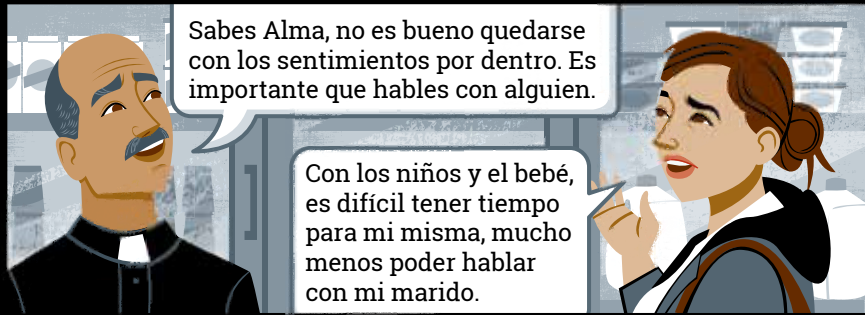 Sabes Alma, no es bueno quedarse
con los sentimientos por dentro. Es
importante que hables con alguien.
Con los niños y el bebé,
es difícil tener tiempo
para mi misma, mucho
menos poder hablar
con mi marido.